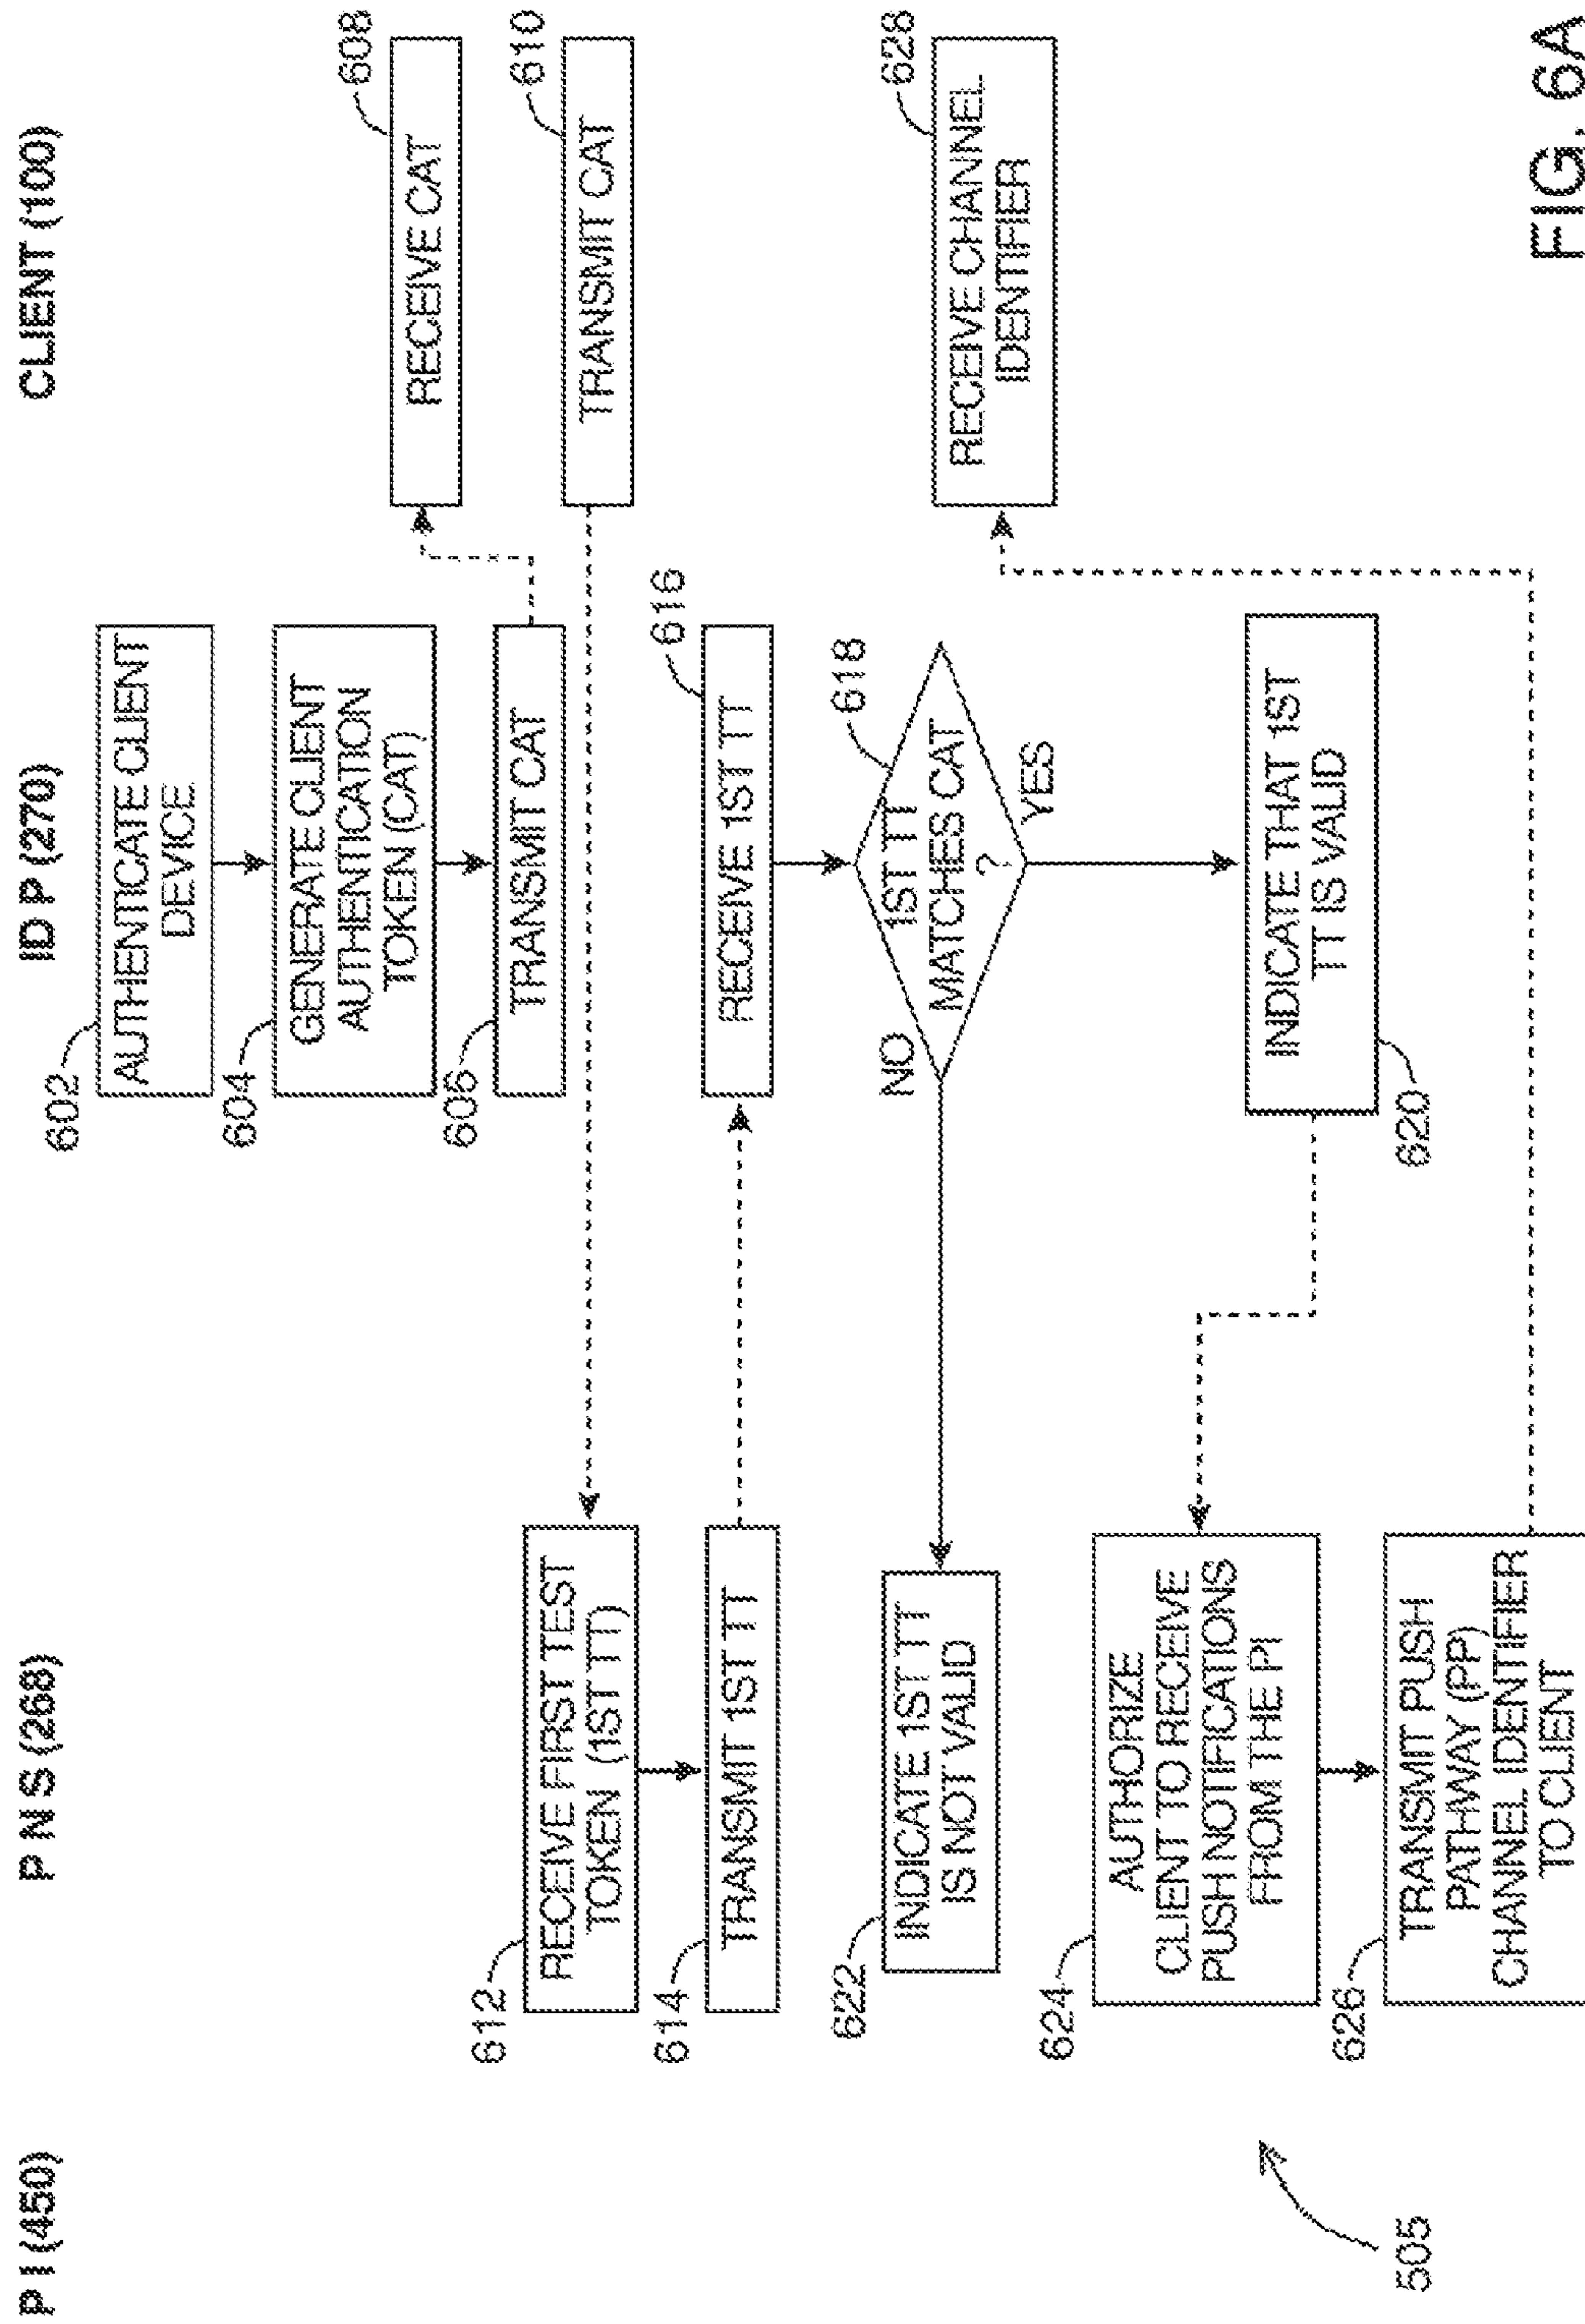 P I (450)
P N S (268)
ID P (270)
CLIENT (100)
602
AUTHENTICATE CLIENT
DEVICE
604
GENERATE CLIENT
AUTHENTICATION
TOKEN (CAT)
606
TRANSMIT CAT
608
RECEIVE CAT
610
TRANSMIT CAT
612
RECEIVE FIRST TEST
TOKEN (1ST TT)
614
TRANSMIT 1ST TT
616
RECEIVE 1ST TT
618
1ST TT
MATCHES CAT
?
NO
YES
622
INDICATE 1ST TT
IS NOT VALID
620
INDICATE THAT 1ST
TT IS VALID
624
AUTHORIZE
CLIENT TO RECEIVE
PUSH NOTIFICATIONS
FROM THE PI
626
TRANSMIT PUSH
PATHWAY (PP)
CHANNEL IDENTIFIER
TO CLIENT
628
RECEIVE CHANNEL
IDENTIFIER
505
FIG. 6A